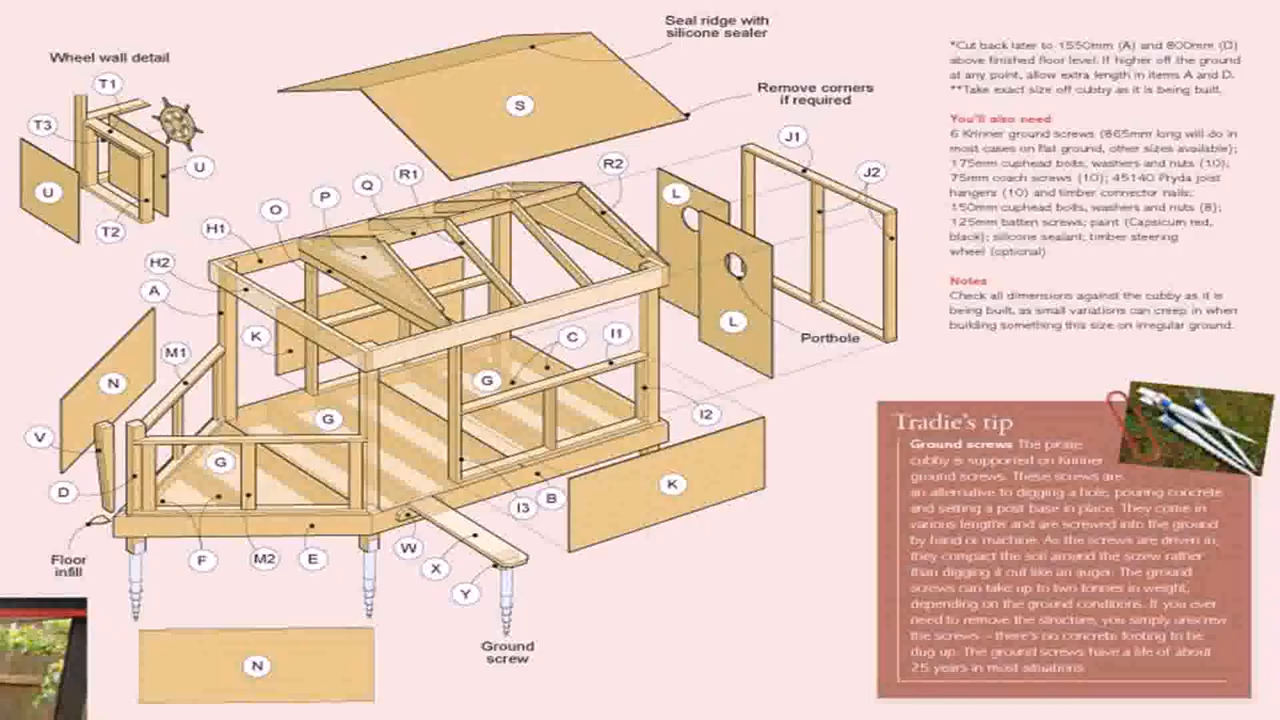 Seal ridge with
silicone sealer
Wheel wall detail
T1
T3
U
U
T2
S
Remove corners
if required
J1
J2
R2
R1
Q
P
O
H1
H2
A
L
L
Porthole
K
C
I1
M1
G
N
G
I2
V
G
D
K
B
I3
F
M2
E
W
X
Y
Floor
infill
Ground
screw
N
*Cut back later to 1550mm (A) and 800mm (D)
above finished floor level. If higher off the ground
at any point, allow extra length in items A and D.
**Take exact size off cubby as it is being built.
You'll also need
6 Krinner ground screws (865mm long will do in
most cases on flat ground, other sizes available);
175mm cuphead bolts, washers and nuts (10);
75mm coach screws (10); 45140 Pryda joist
hangers (10) and timber connector nails;
150mm cuphead bolts, washers and nuts (8);
125mm batten screws; paint (Capsicum red,
black); silicone sealant; timber steering
wheel (optional)
Notes
Check all dimensions against the cubby as it is
being built, as small variations can creep in when
building something this size on irregular ground.
Tradie's tip
Ground screws The pirate
cubby is supported on Krinner
ground screws. These screws are
an alternative to digging a hole, pouring concrete
and setting a post base in place. They come in
various lengths and are screwed into the ground
by hand or machine. As the screws are driven in,
they compact the soil around the screw rather
than digging it out like an auger. The ground
screws can take up to two tonnes in weight,
depending on the ground conditions. If you ever
need to remove the structure, you simply unscrew
the screws – there's no concrete footing to be
dug up. The ground screws have a life of about
25 years in most situations.